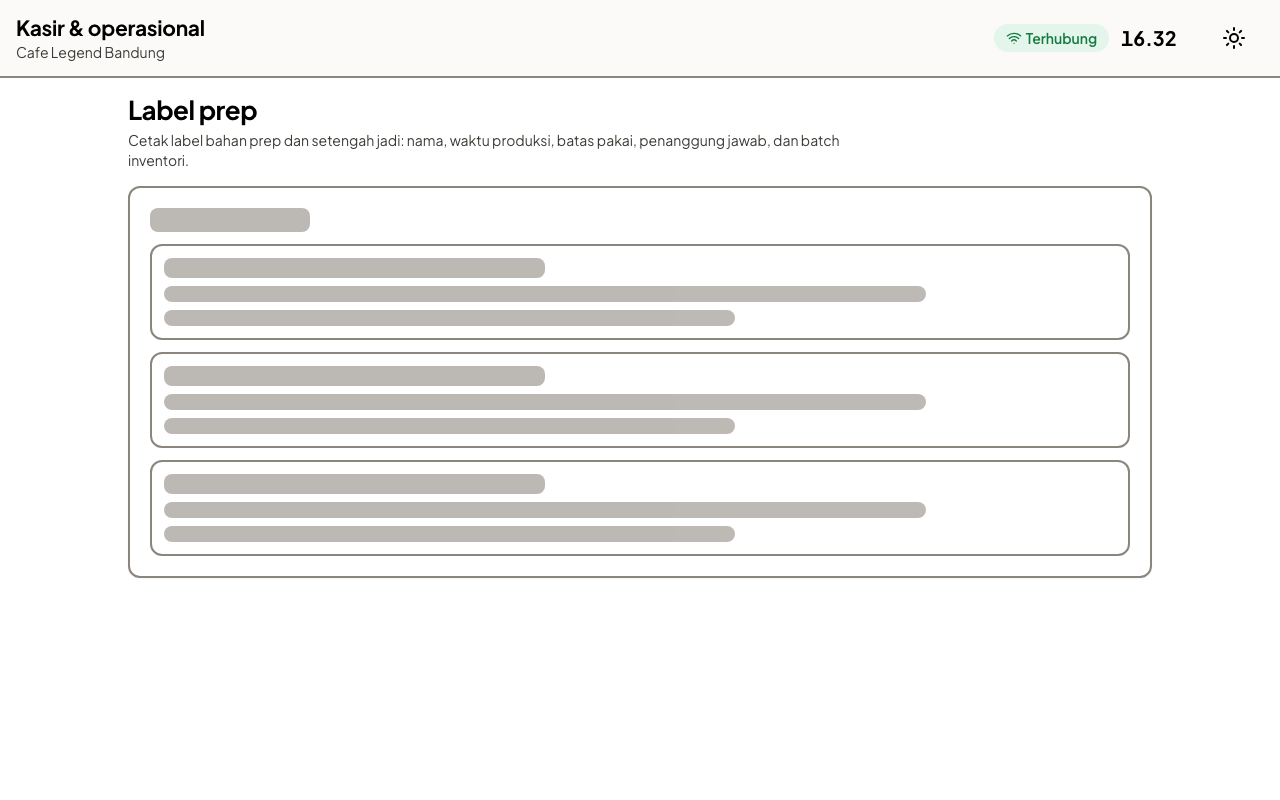 Kasir & operasional
Cafe Legend Bandung
Terhubung
16.32
Label prep
Cetak label bahan prep dan setengah jadi: nama, waktu produksi, batas pakai, penanggung jawab, dan batch
inventori.